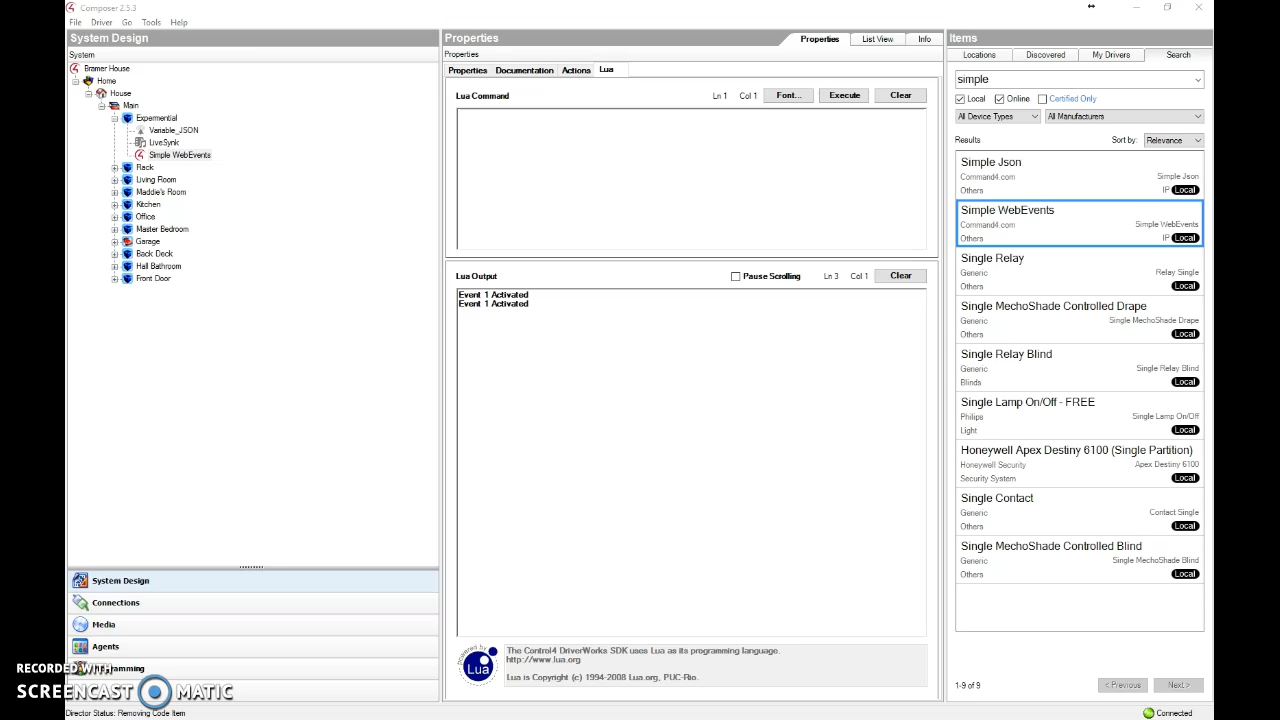 Composer 2.5.3
File Driver Go Tools Help
System Design
System
Bramer House
Home
House
Main
Expermential
Variable_JSON
LiveSynk
Simple WebEvents
Rack
Living Room
Maddie's Room
Kitchen
Office
Master Bedroom
Garage
Back Deck
Hall Bathroom
Front Door
System Design
Connections
Media
Agents
Programming
Director Status: Removing Code Item
Properties
Properties List View Info
Properties
Properties Documentation Actions Lua
Lua Command Ln 1 Col 1 Font... Execute Clear
Lua Output Pause Scrolling Ln 3 Col 1 Clear
Event 1 Activated
Event 1 Activated
powered by
Lua
The Control4 DriverWorks SDK uses Lua as its programming language.
http://www.lua.org
Lua is Copyright (c) 1994-2008 Lua.org, PUC-Rio.
Items
Locations Discovered My Drivers Search
simple
Local Online Certified Only
All Device Types All Manufacturers
Results Sort by: Relevance
Simple Json
Command4.com Simple Json
Others IP Local
Simple WebEvents
Command4.com Simple WebEvents
Others IP Local
Single Relay
Generic Relay Single
Others Local
Single MechoShade Controlled Drape
Generic Single MechoShade Drape
Others Local
Single Relay Blind
Generic Single Relay Blind
Blinds Local
Single Lamp On/Off - FREE
Philips Single Lamp On/Off
Light Local
Honeywell Apex Destiny 6100 (Single Partition)
Honeywell Security Apex Destiny 6100
Security System Local
Single Contact
Generic Contact Single
Others Local
Single MechoShade Controlled Blind
Generic Single MechoShade Blind
Others Local
1-9 of 9 < Previous Next >
Connected
RECORDED WITH
SCREENCAST MATIC